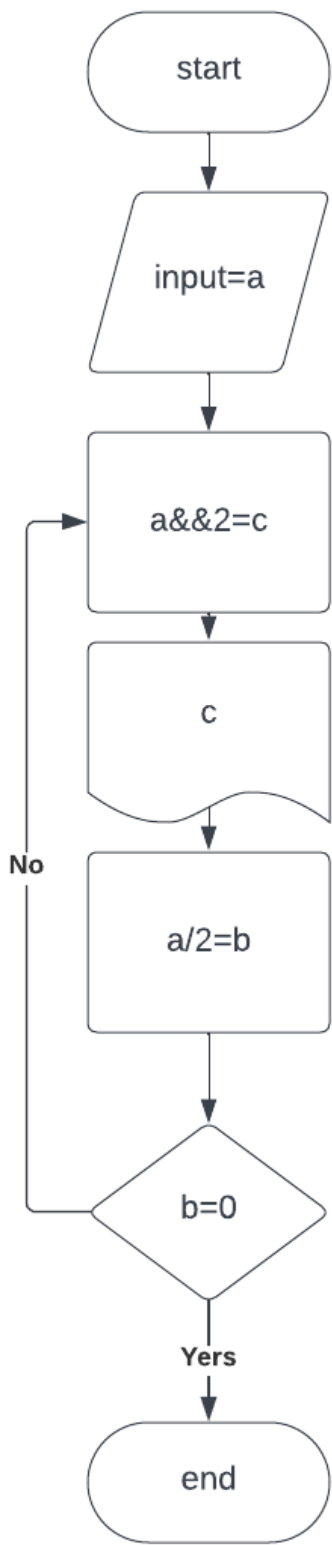 start
input=a
a&&2=c
c
No
a/2=b
b=0
Yers
end